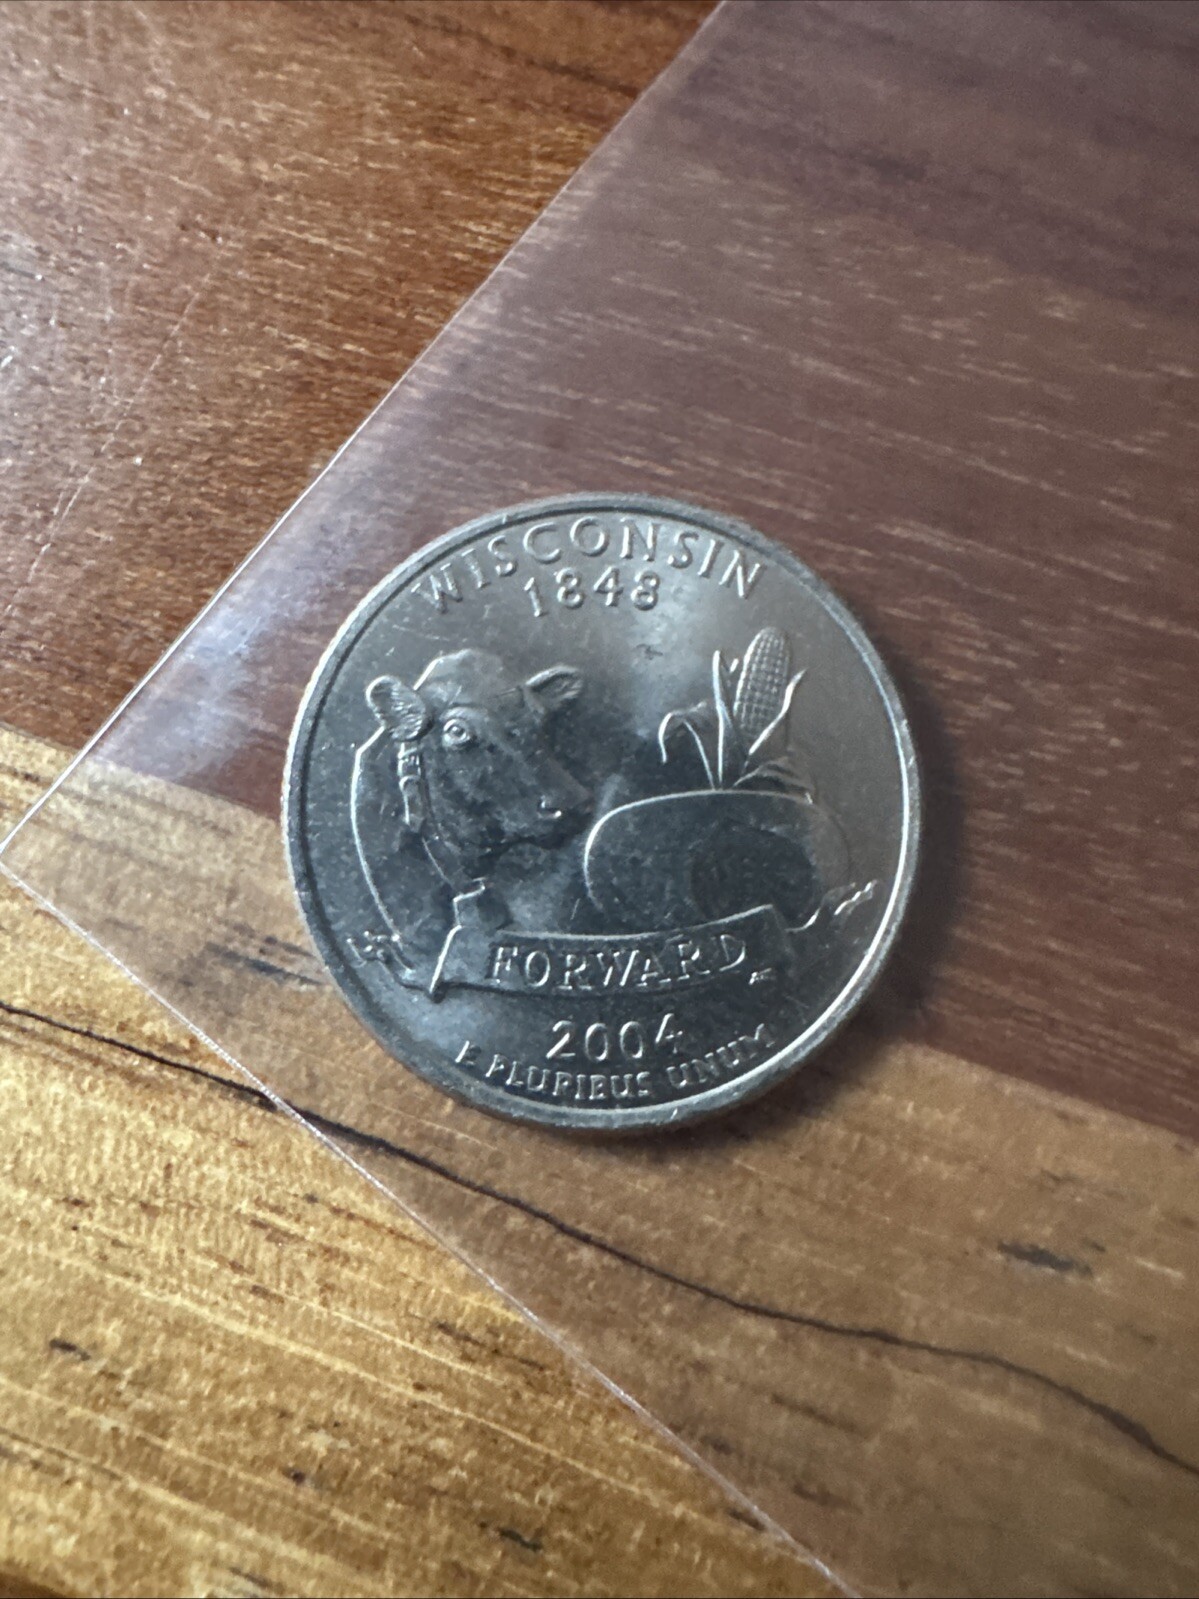 WISCONSIN
1848
FORWARD
2004
E PLURIBUS UNUM